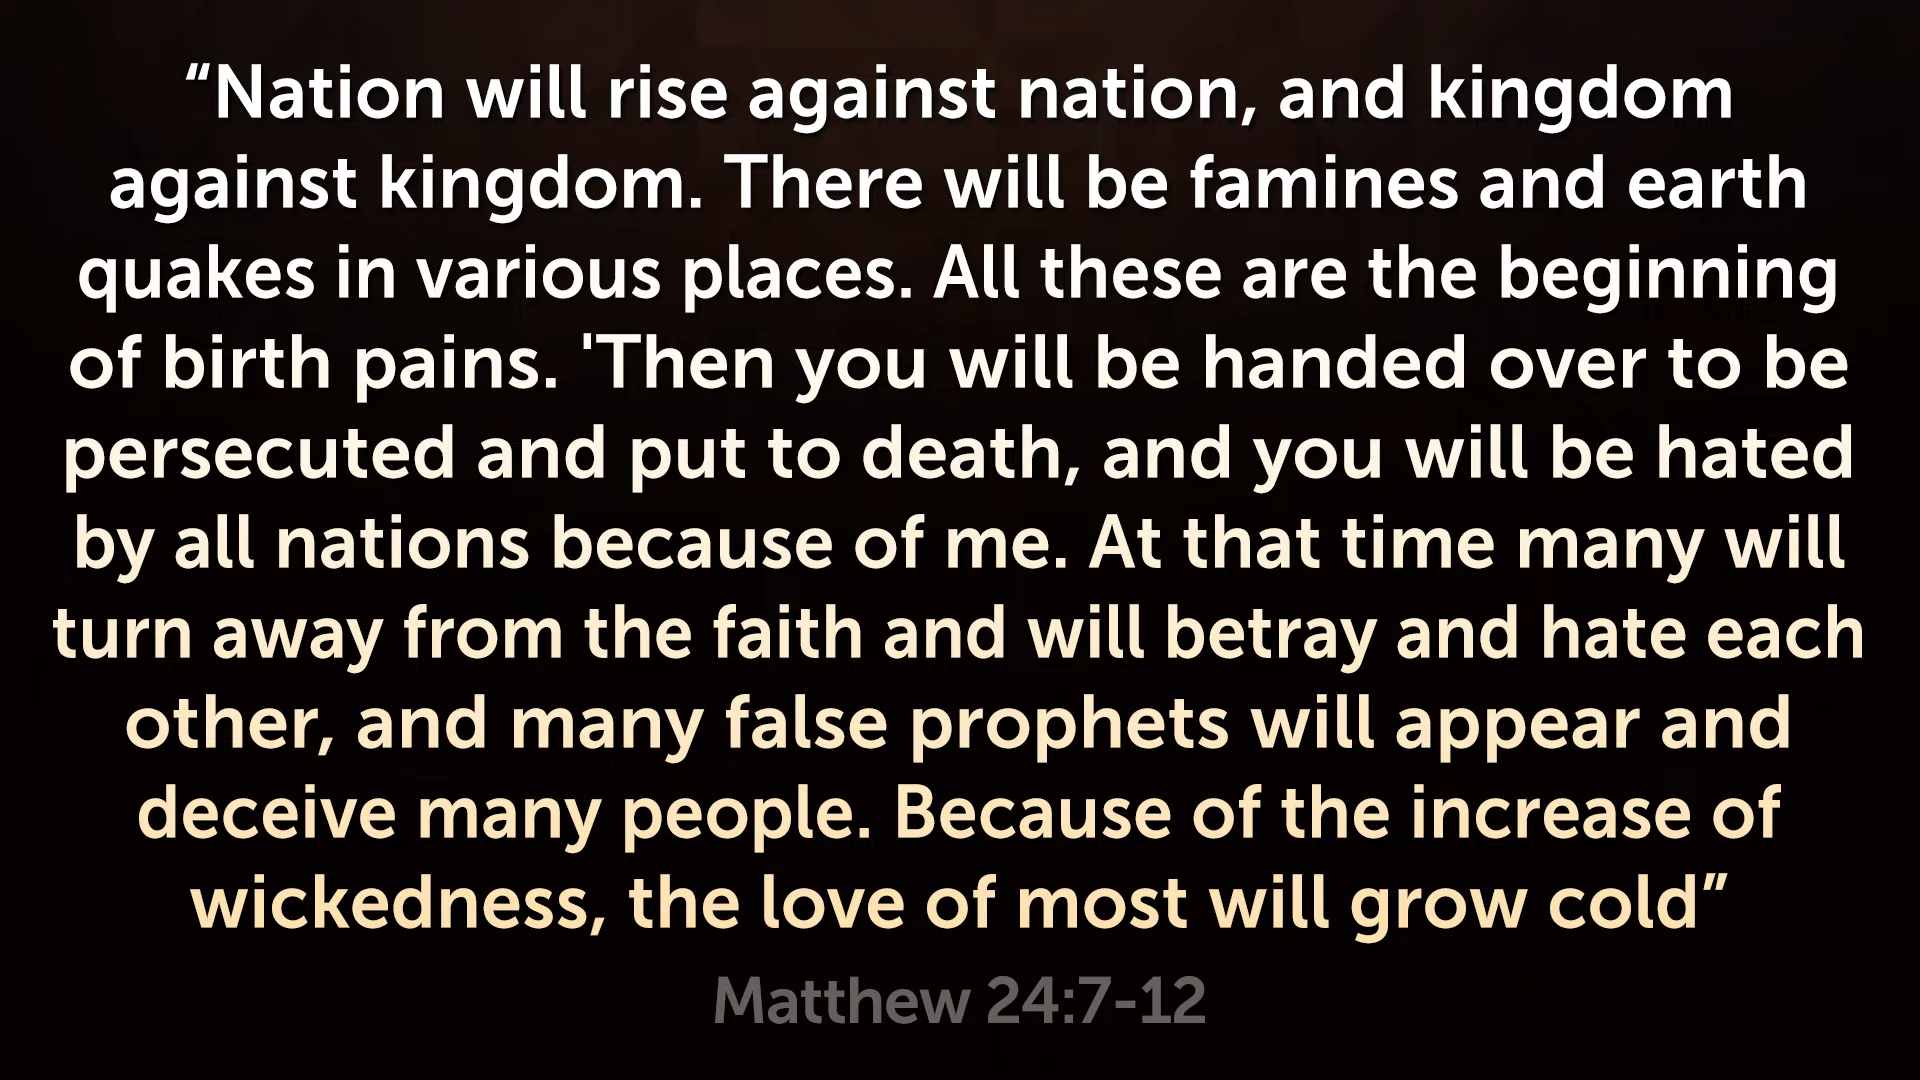 “Nation will rise against nation, and kingdom
against kingdom. There will be famines and earth
quakes in various places. All these are the beginning
of birth pains. 'Then you will be handed over to be
persecuted and put to death, and you will be hated
by all nations because of me. At that time many will
turn away from the faith and will betray and hate each
other, and many false prophets will appear and
deceive many people. Because of the increase of
wickedness, the love of most will grow cold”
Matthew 24:7-12